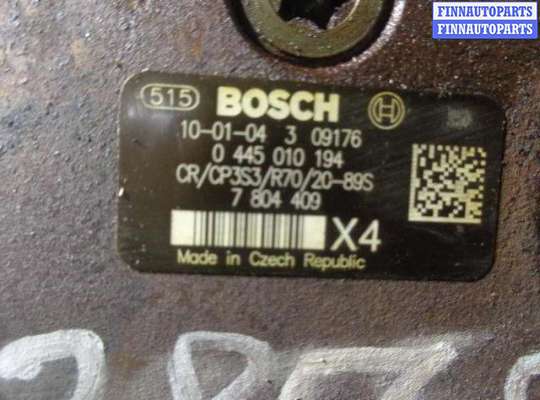 FINNAUTOPARTS
FINNAUTOPARTS
515 BOSCH
10-01-04 3 09176
0 445 010 194
CR/CP3S3/R70/20-89S
7 804 409
X4
Made in Czech Republic